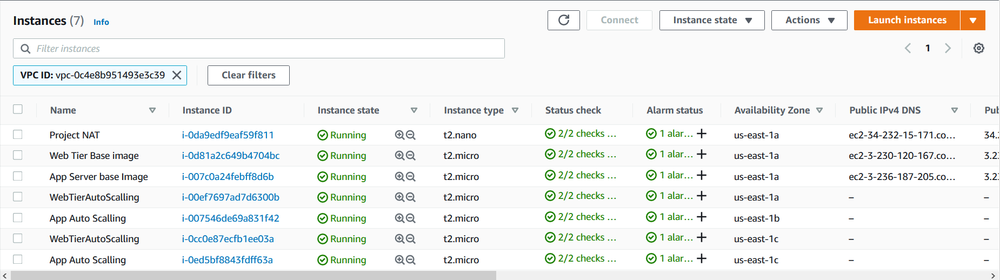 Instances (7) Info Connect Instance state Actions Launch instances
Filter instances 1
VPC ID: vpc-0c4e8b951493e3c39 Clear filters
Name Instance ID Instance state Instance type Status check Alarm status Availability Zone Public IPv4 DNS Pub
Project NAT i-0da9edf9eaf59f811 Running t2.nano 2/2 checks ... 1 alar... + us-east-1a ec2-34-232-15-171.co... 34.2
Web Tier Base image i-0d81a2c649b4704bc Running t2.micro 2/2 checks ... 1 alar... + us-east-1a ec2-3-230-120-167.co... 3.23
App Server base Image i-007c0a24febff8d6b Running t2.micro 2/2 checks ... 1 alar... + us-east-1a ec2-3-236-187-205.co... 3.23
WebTierAutoScalling i-00ef7697ad7d6300b Running t2.micro 2/2 checks ... 1 alar... + us-east-1a – –
App Auto Scalling i-007546de69a831f42 Running t2.micro 2/2 checks ... 1 alar... + us-east-1b – –
WebTierAutoScalling i-0cc0e87ecfb1ee03a Running t2.micro 2/2 checks ... 1 alar... + us-east-1c – –
App Auto Scalling i-0ed5bf8843fdff63a Running t2.micro 2/2 checks ... 1 alar... + us-east-1c – –